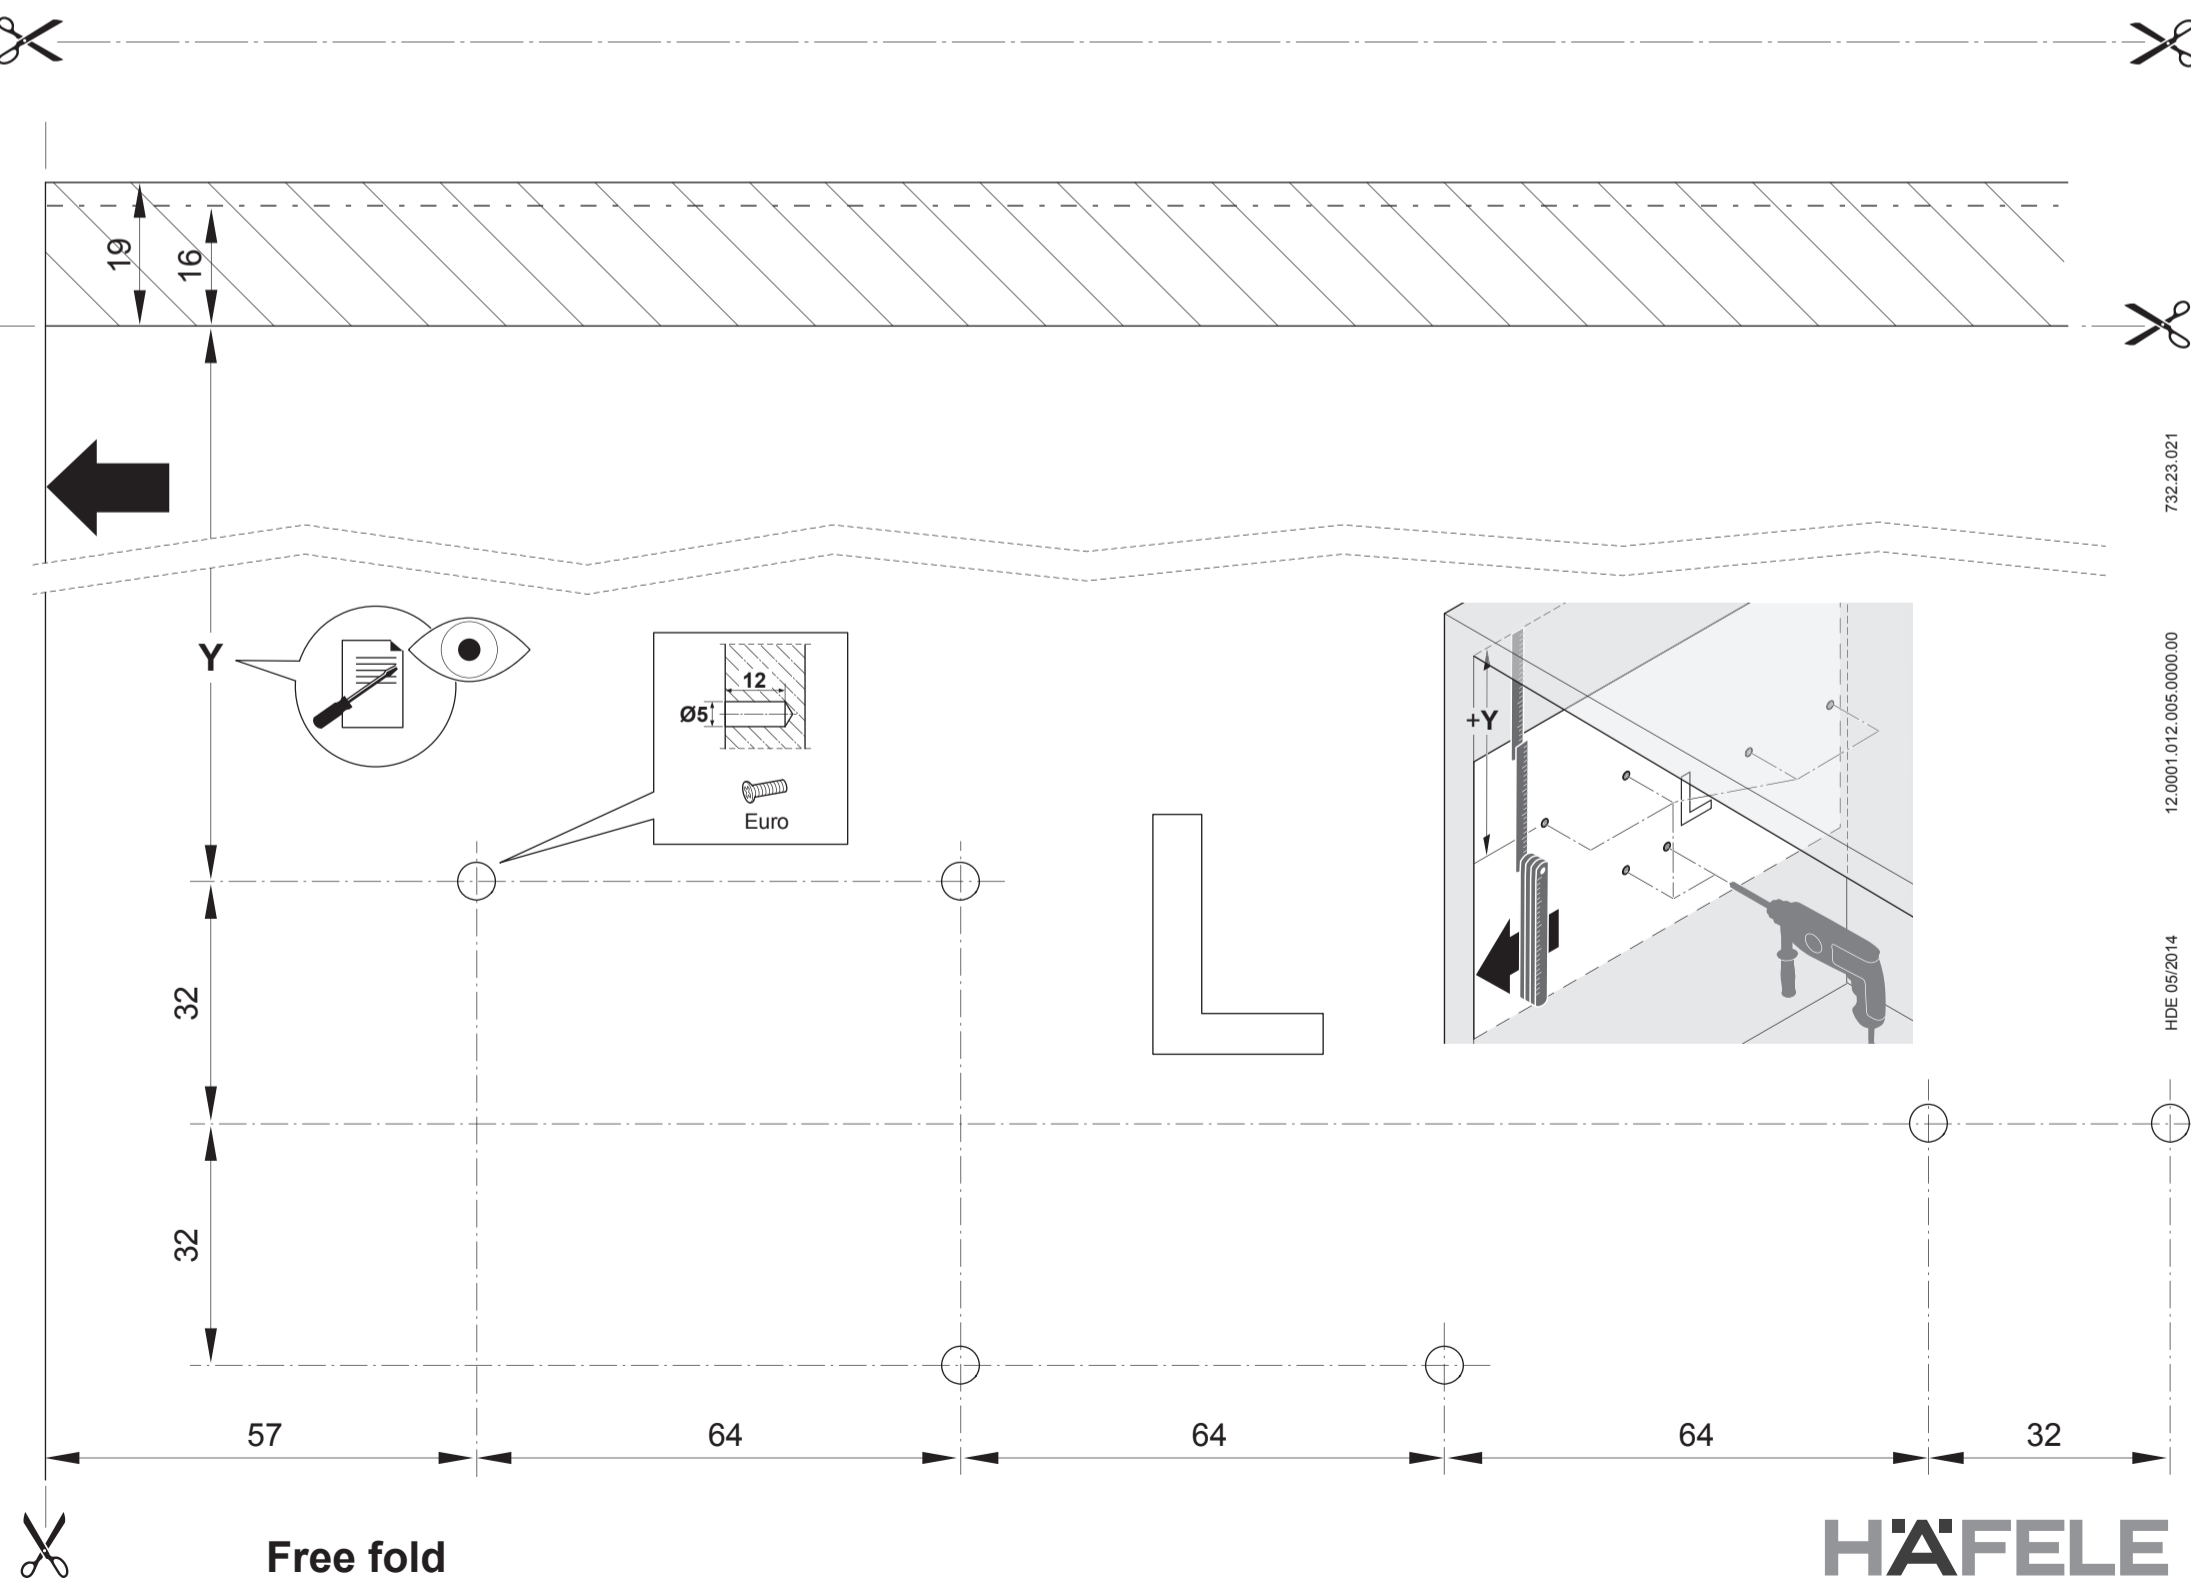 19
16
732.23.021
Y
12
Ø5
Euro
+Y
12.0001.012.005.0000.00
L
HDE 05/2014
32
32
57
64
64
64
32
Free fold
HÄFELE